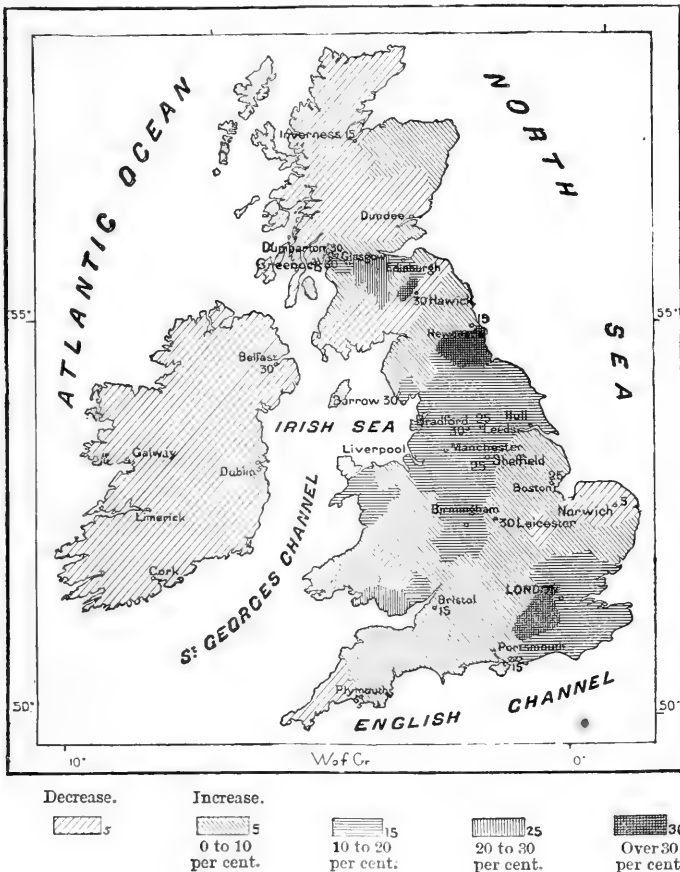 ATLANTIC OCEAN
NORTH
SEA
Inverness 15
Dundee
Dumbarton 30
Glasgow
Greenock 30
Edinburgh
30 Hawick
55°
55°
15
Belfast
30
Barrow 30
IRISH SEA
Bradford 25
Hull
30
Leeds
Liverpool
Manchester
25
Sheffield
25
Boston
Galway
Dublin
Limerick
Cork
Birmingham
30 Leicester
Norwich 5
ST GEORGES CHANNEL
Bristol
15
Portsmouth
15
Plymouth
5
ENGLISH CHANNEL
50°
50°
10°
W of Gr
0°
Decrease.
Increase.
5
5
15
25
30
0 to 10
10 to 20
20 to 30
Over 30
per cent.
per cent.
per cent.
per cent